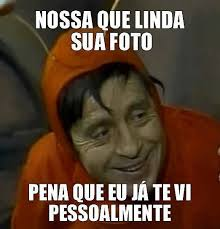 NOSSA QUE LINDA
SUA FOTO
PENA QUE EU JÁ TE VI
PESSOALMENTE